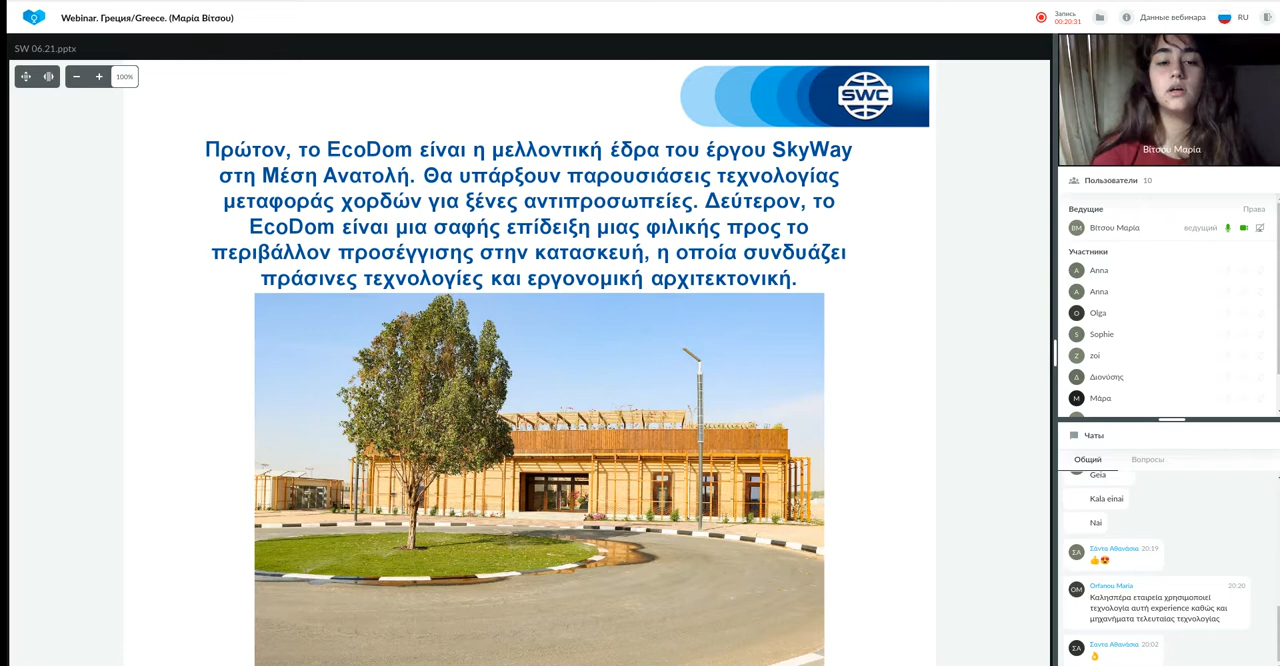 Webinar. Греция/Greece. (Μαρία Βίτσου)
Запись
00:20:31
Данные вебинара
RU
SW 06.21.pptx
100%
SWC
Πρώτον, το EcoDom είναι η μελλοντική έδρα του έργου SkyWay
στη Μέση Ανατολή. Θα υπάρξουν παρουσιάσεις τεχνολογίας
μεταφοράς χορδών για ξένες αντιπροσωπείες. Δεύτερον, το
EcoDom είναι μια σαφής επίδειξη μιας φιλικής προς το
περιβάλλον προσέγγισης στην κατασκευή, η οποία συνδυάζει
πράσινες τεχνολογίες και εργονομική αρχιτεκτονική.
Βίτσου Μαρία
Пользователи 10
Ведущие Права
ВМ Βίτσου Μαρία ведущий
Участники
A Anna
A Anna
O Olga
S Sophie
Z zoi
Δ Διονύσης
Μ Μάρα
Чаты
Общий Вопросы
Geia
Kala einai
Nai
ΣΑ Σάντα Αθανάσια 20:19
👍😍
OM Orfanou Maria 20:20
Καλησπέρα εταιρεία χρησιμοποιεί
τεχνολογία αυτή experience καθώς και
μηχανήματα τελευταίας τεχνολογίας
ΣΑ Σαντα Αθανάσια 20:02
👌